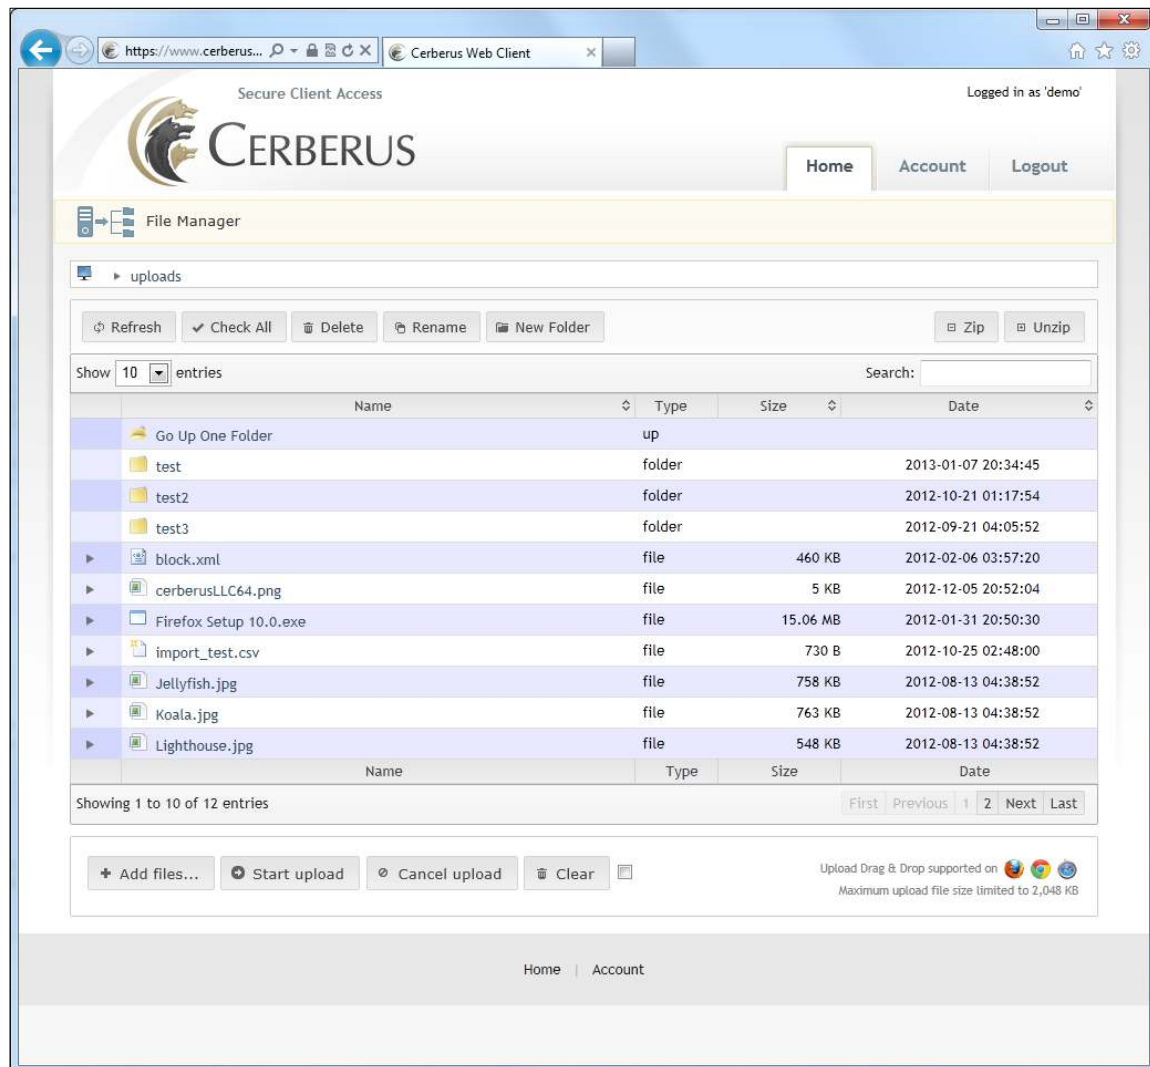 https://www.cerberus... Cerberus Web Client
Secure Client Access Logged in as 'demo'
CERBERUS
Home Account Logout
File Manager
uploads
Refresh Check All Delete Rename New Folder Zip Unzip
Show 10 entries Search:
Name Type Size Date
Go Up One Folder up
test folder 2013-01-07 20:34:45
test2 folder 2012-10-21 01:17:54
test3 folder 2012-09-21 04:05:52
block.xml file 460 KB 2012-02-06 03:57:20
cerberusLLC64.png file 5 KB 2012-12-05 20:52:04
Firefox Setup 10.0.exe file 15.06 MB 2012-01-31 20:50:30
import_test.csv file 730 B 2012-10-25 02:48:00
Jellyfish.jpg file 758 KB 2012-08-13 04:38:52
Koala.jpg file 763 KB 2012-08-13 04:38:52
Lighthouse.jpg file 548 KB 2012-08-13 04:38:52
Name Type Size Date
Showing 1 to 10 of 12 entries First Previous 1 2 Next Last
Add files... Start upload Cancel upload Clear Upload Drag & Drop supported on
Maximum upload file size limited to 2,048 KB
Home | Account